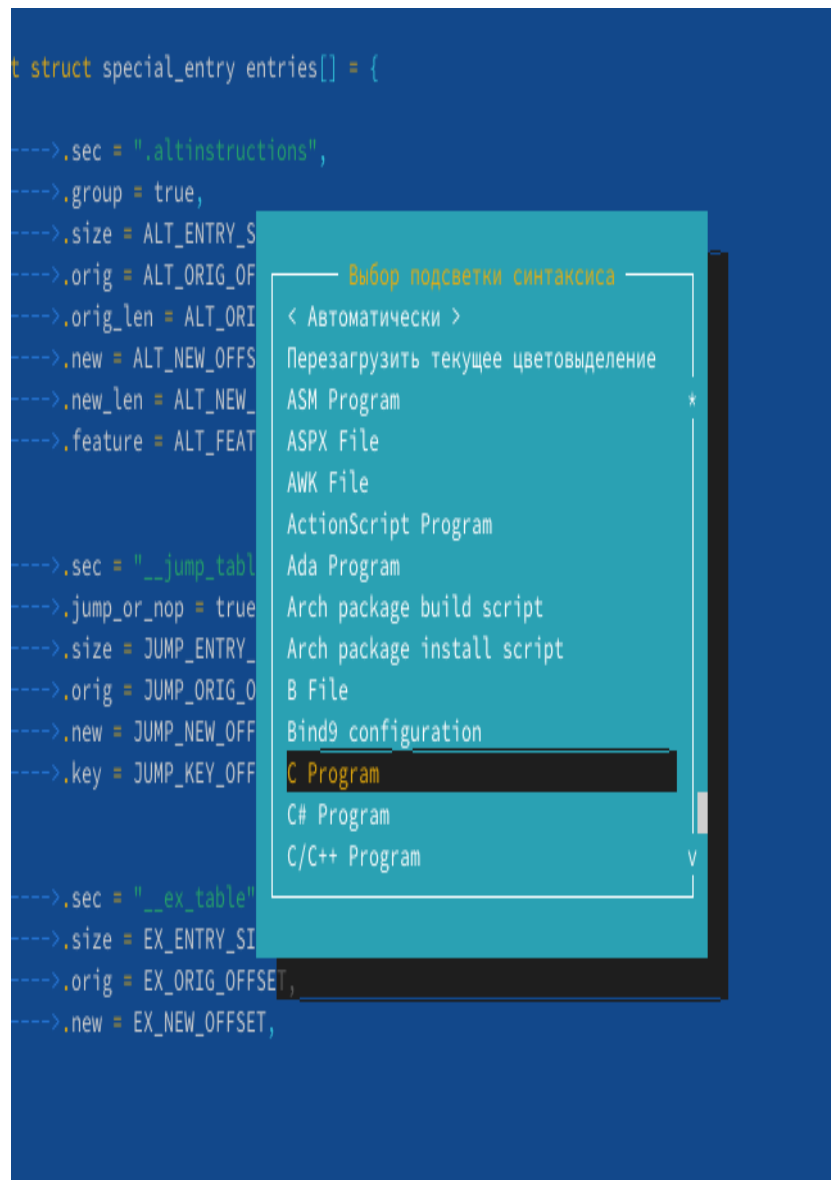 t struct special_entry entries[] = {
---->.sec = ".altinstructions",
---->.group = true,
---->.size = ALT_ENTRY_S
---->.orig = ALT_ORIG_OF
---->.orig_len = ALT_ORI
---->.new = ALT_NEW_OFFS
---->.new_len = ALT_NEW_
---->.feature = ALT_FEAT
---->.sec = "__jump_tabl
---->.jump_or_nop = true
---->.size = JUMP_ENTRY_
---->.orig = JUMP_ORIG_O
---->.new = JUMP_NEW_OFF
---->.key = JUMP_KEY_OFF
---->.sec = "__ex_table"
---->.size = EX_ENTRY_SI
---->.orig = EX_ORIG_OFFSET,
---->.new = EX_NEW_OFFSET,
Выбор подсветки синтаксиса
< Автоматически >
Перезагрузить текущее цветовыделение
ASM Program
ASPX File
AWK File
ActionScript Program
Ada Program
Arch package build script
Arch package install script
B File
Bind9 configuration
C Program
C# Program
C/C++ Program